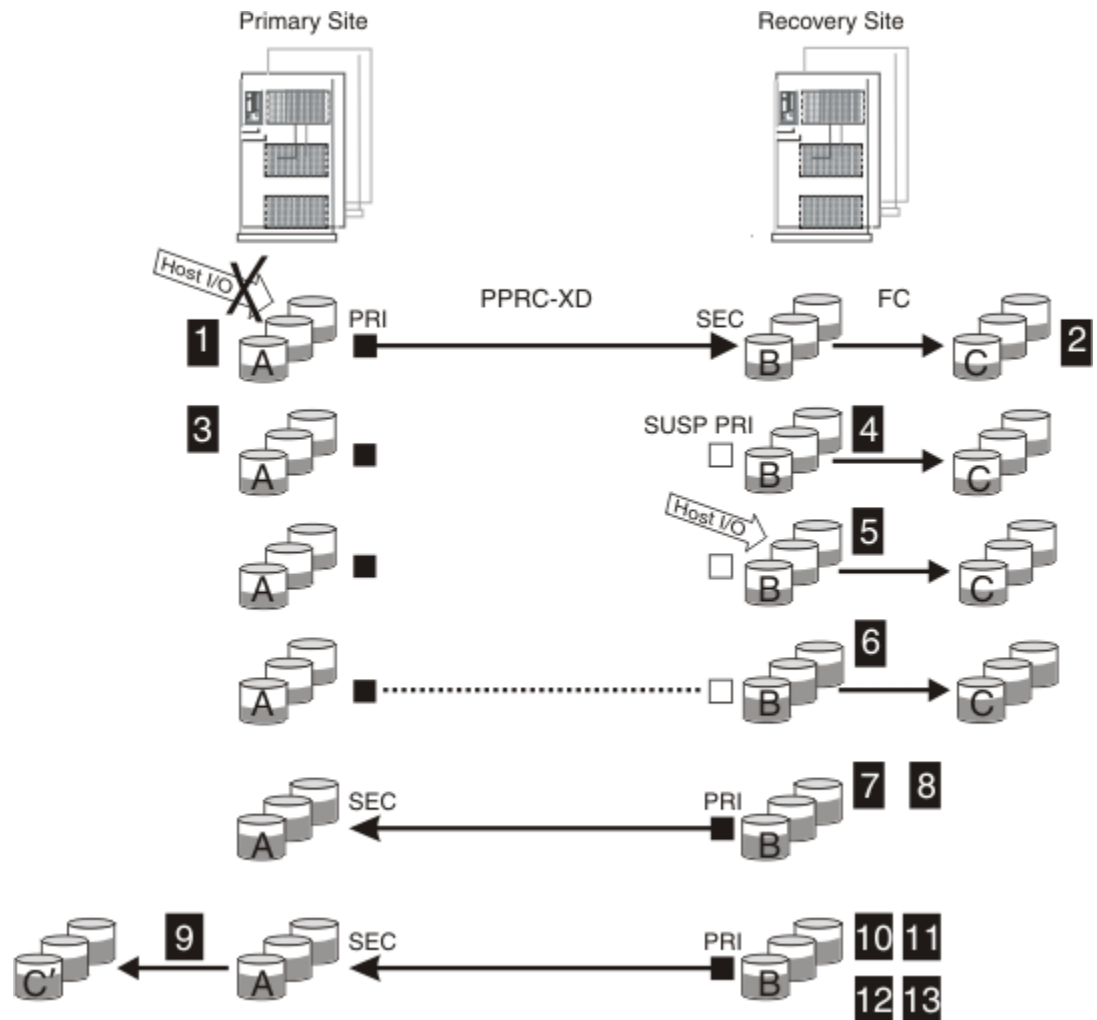 Primary Site
Recovery Site
Host I/O
X
PPRC-XD
FC
PRI
SEC
1
A
B
C
2
3
SUSP PRI
4
A
B
C
Host I/O
5
A
B
C
6
A
B
C
7 8
SEC
PRI
A
B
9
SEC
PRI
10 11
C'
A
B
12 13